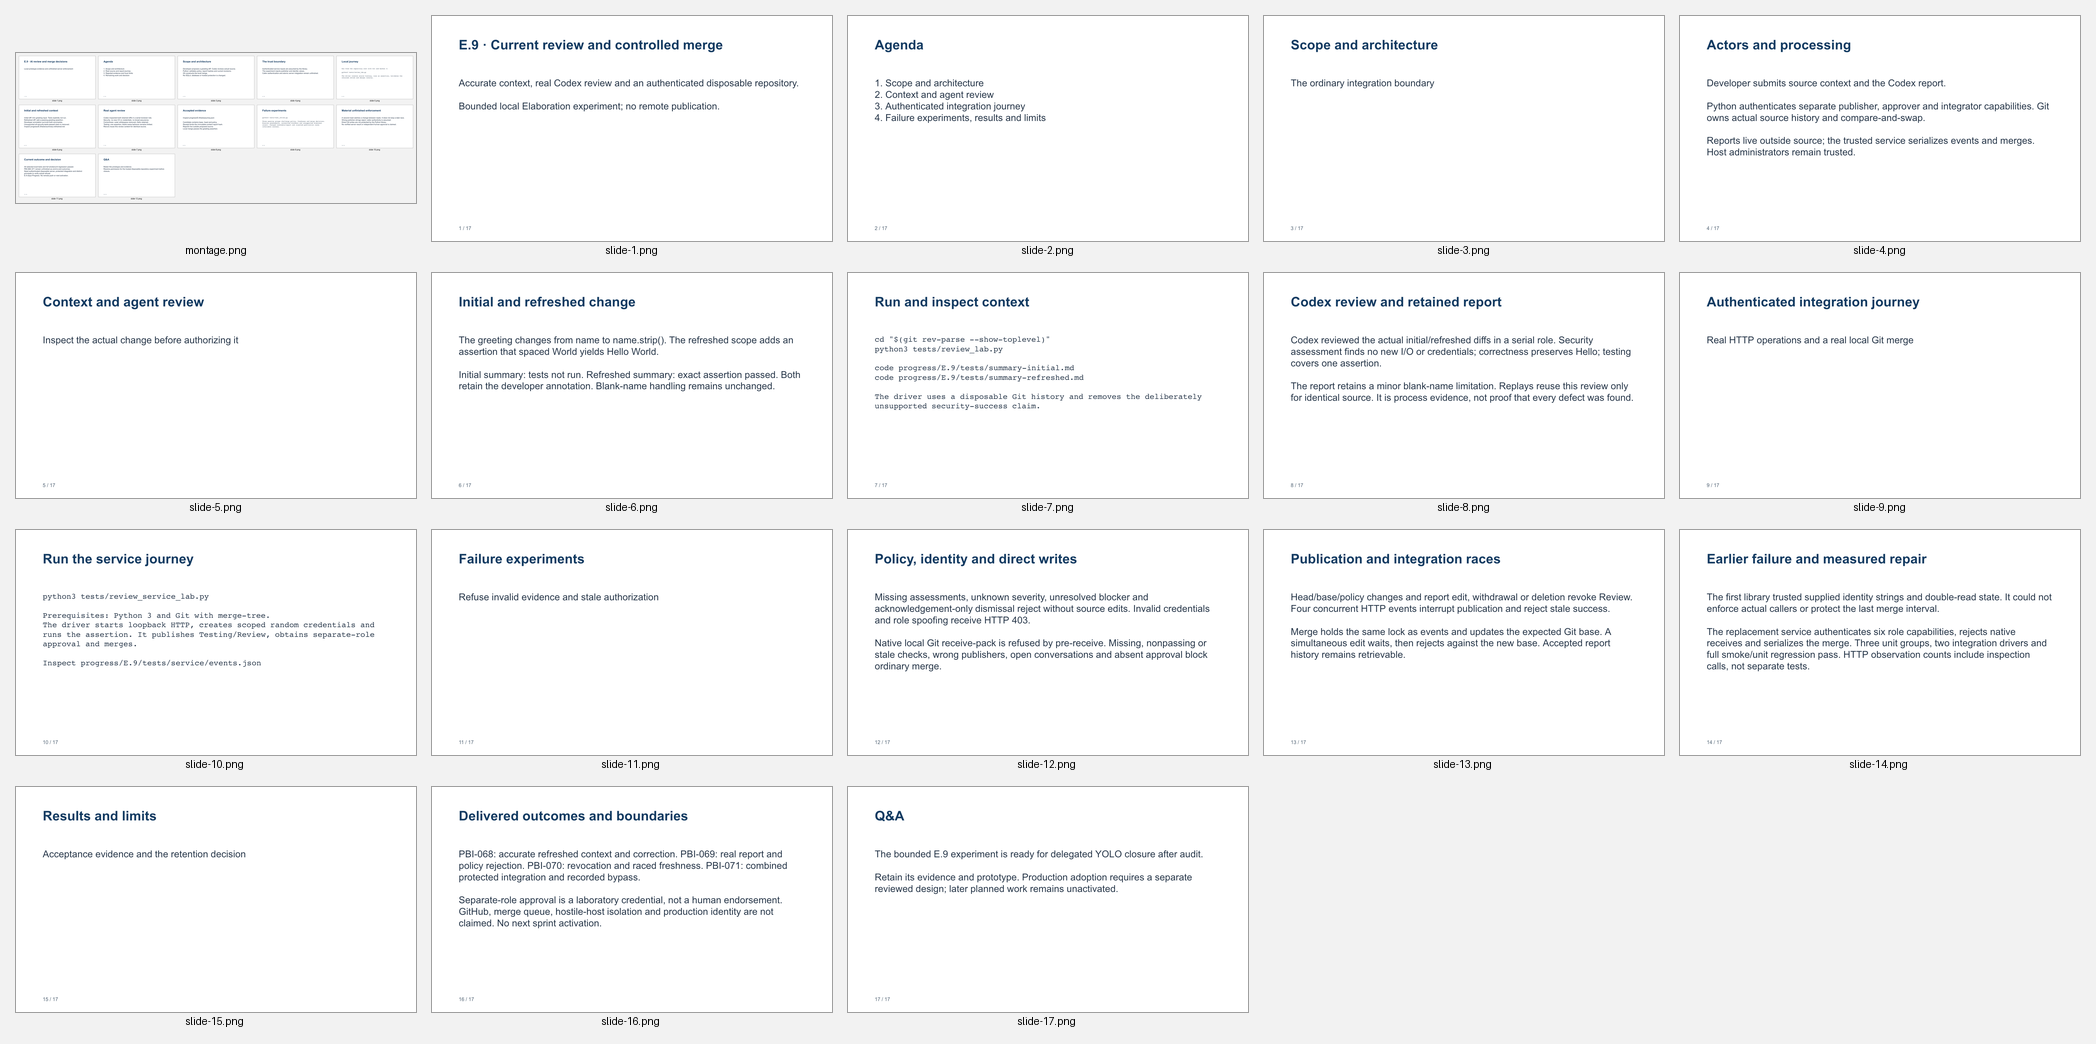 montage.png
E.9 · Current review and controlled merge
Accurate context, real Codex review and an authenticated disposable repository.
Bounded local Elaboration experiment; no remote publication.
1 / 17
slide-1.png
Agenda
1. Scope and architecture
2. Context and agent review
3. Authenticated integration journey
4. Failure experiments, results and limits
2 / 17
slide-2.png
Scope and architecture
The ordinary integration boundary
3 / 17
slide-3.png
Actors and processing
Developer submits source context and the Codex report.
Python authenticates separate publisher, approver and integrator capabilities. Git
owns actual source history and compare-and-swap.
Reports live outside source; the trusted service serializes events and merges.
Host administrators remain trusted.
4 / 17
slide-4.png
Context and agent review
Inspect the actual change before authorizing it
5 / 17
slide-5.png
Initial and refreshed change
The greeting changes from name to name.strip(). The refreshed scope adds an
assertion that spaced World yields Hello World.
Initial summary: tests not run. Refreshed summary: exact assertion passed. Both
retain the developer annotation. Blank-name handling remains unchanged.
6 / 17
slide-6.png
Run and inspect context
cd "$(git rev-parse --show-toplevel)"
python3 tests/review_lab.py
code progress/E.9/tests/summary-initial.md
code progress/E.9/tests/summary-refreshed.md
The driver uses a disposable Git history and removes the deliberately
unsupported security-success claim.
7 / 17
slide-7.png
Codex review and retained report
Codex reviewed the actual initial/refreshed diffs in a serial role. Security
assessment finds no new I/O or credentials; correctness preserves Hello; testing
covers one assertion.
The report retains a minor blank-name limitation. Replays reuse this review only
for identical source. It is process evidence, not proof that every defect was found.
8 / 17
slide-8.png
Authenticated integration journey
Real HTTP operations and a real local Git merge
9 / 17
slide-9.png
Run the service journey
python3 tests/review_service_lab.py
Prerequisites: Python 3 and Git with merge-tree.
The driver starts loopback HTTP, creates scoped random credentials and
runs the assertion. It publishes Testing/Review, obtains separate-role
approval and merges.
Inspect progress/E.9/tests/service/events.json
10 / 17
slide-10.png
Failure experiments
Refuse invalid evidence and stale authorization
11 / 17
slide-11.png
Policy, identity and direct writes
Missing assessments, unknown severity, unresolved blocker and
acknowledgement-only dismissal reject without source edits. Invalid credentials
and role spoofing receive HTTP 403.
Native local Git receive-pack is refused by pre-receive. Missing, nonpassing or
stale checks, wrong publishers, open conversations and absent approval block
ordinary merge.
12 / 17
slide-12.png
Publication and integration races
Head/base/policy changes and report edit, withdrawal or deletion revoke Review.
Four concurrent HTTP events interrupt publication and reject stale success.
Merge holds the same lock as events and updates the expected Git base. A
simultaneous edit waits, then rejects against the new base. Accepted report
history remains retrievable.
13 / 17
slide-13.png
Earlier failure and measured repair
The first library trusted supplied identity strings and double-read state. It could not
enforce actual callers or protect the last merge interval.
The replacement service authenticates six role capabilities, rejects native
receives and serializes the merge. Three unit groups, two integration drivers and
full smoke/unit regression pass. HTTP observation counts include inspection
calls, not separate tests.
14 / 17
slide-14.png
Results and limits
Acceptance evidence and the retention decision
15 / 17
slide-15.png
Delivered outcomes and boundaries
PBI-068: accurate refreshed context and correction. PBI-069: real report and
policy rejection. PBI-070: revocation and raced freshness. PBI-071: combined
protected integration and recorded bypass.
Separate-role approval is a laboratory credential, not a human endorsement.
GitHub, merge queue, hostile-host isolation and production identity are not
claimed. No next sprint activation.
16 / 17
slide-16.png
Q&A
The bounded E.9 experiment is ready for delegated YOLO closure after audit.
Retain its evidence and prototype. Production adoption requires a separate
reviewed design; later planned work remains unactivated.
17 / 17
slide-17.png